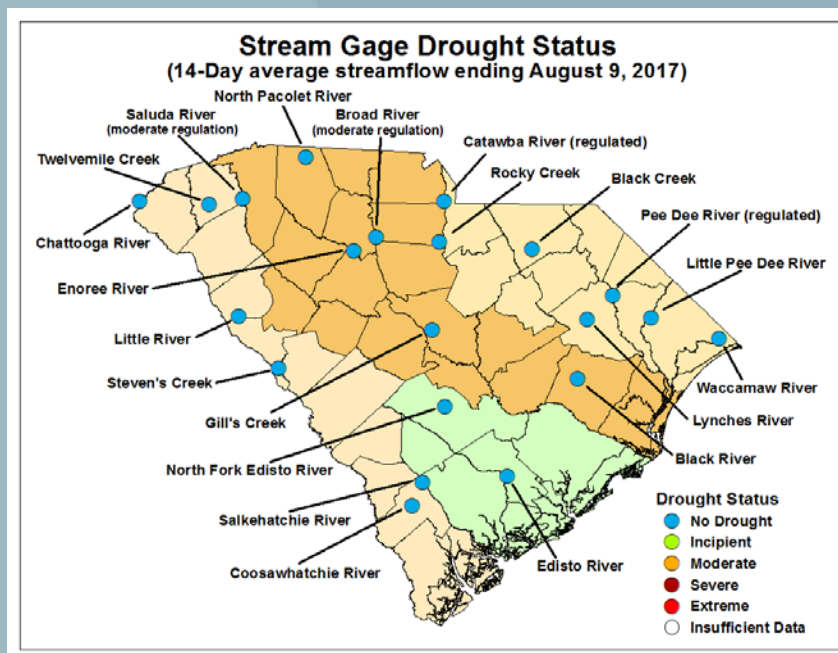 Stream Gage Drought Status
(14-Day average streamflow ending August 9, 2017)
North Pacolet River
Saluda River
(moderate regulation)
Broad River
(moderate regulation)
Catawba River (regulated)
Twelvemile Creek
Rocky Creek
Black Creek
Pee Dee River (regulated)
Chattooga River
Little Pee Dee River
Enoree River
Little River
Steven's Creek
Waccamaw River
Gill's Creek
Lynches River
North Fork Edisto River
Black River
Salkehatchie River
Edisto River
Coosawhatchie River
Drought Status
No Drought
Incipient
Moderate
Severe
Extreme
Insufficient Data